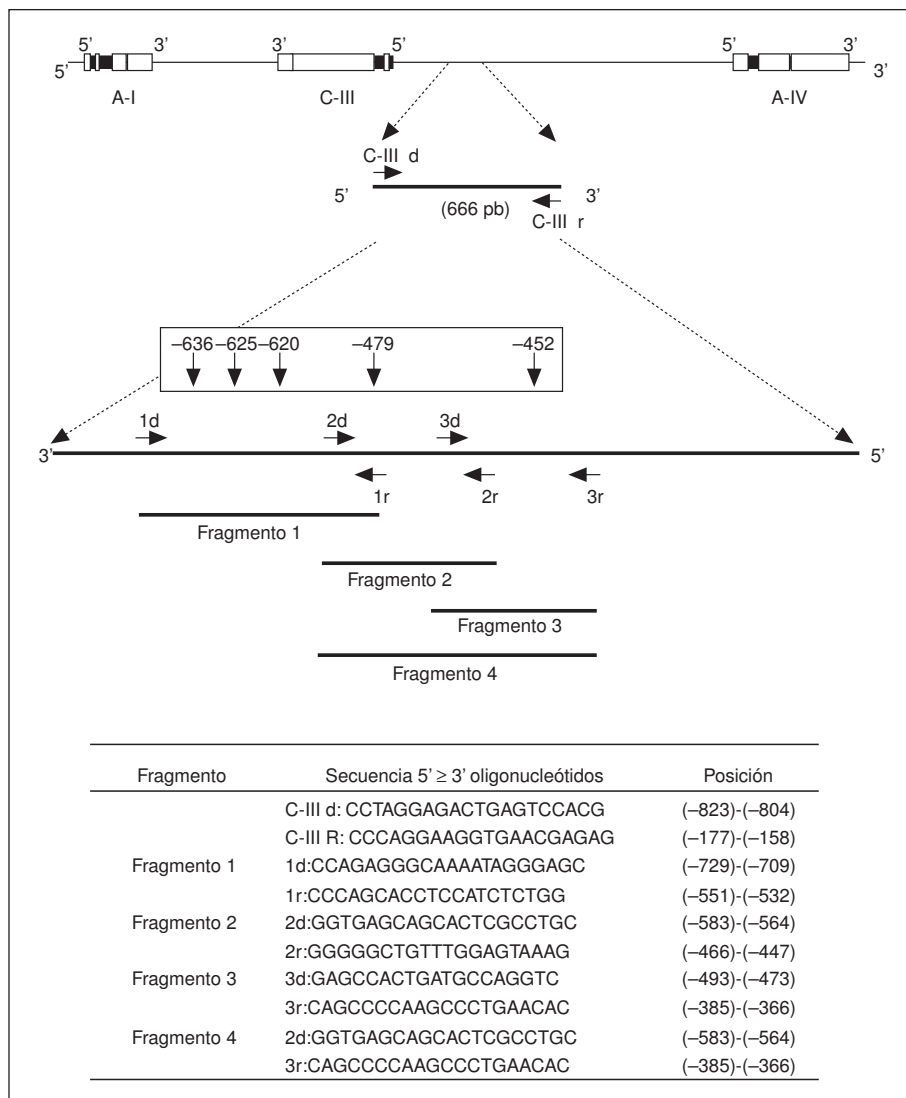 5’ 3’ 3’ 5’ 5’ 3’
5’ 3’
A-I C-III A-IV
C-III d
5’ 3’
(666 pb)
C-III r
–636 –625 –620 –479 –452
1d 2d 3d
3’ 5’
1r 2r 3r
Fragmento 1
Fragmento 2
Fragmento 3
Fragmento 4
Fragmento Secuencia 5’ ≥ 3’ oligonucleótidos Posición
C-III d: CCTAGGAGACTGAGTCCACG (–823)-(–804)
C-III R: CCCAGGAAGGTGAACGAGAG (–177)-(–158)
Fragmento 1 1d:CCAGAGGGCAAAATAGGGAGC (–729)-(–709)
1r:CCCAGCACCTCCATCTCTGG (–551)-(–532)
Fragmento 2 2d:GGTGAGCAGCACTCGCCTGC (–583)-(–564)
2r:GGGGGCTGTTTGGAGTAAAG (–466)-(–447)
Fragmento 3 3d:GAGCCACTGATGCCAGGTC (–493)-(–473)
3r:CAGCCCCAAGCCCTGAACAC (–385)-(–366)
Fragmento 4 2d:GGTGAGCAGCACTCGCCTGC (–583)-(–564)
3r:CAGCCCCAAGCCCTGAACAC (–385)-(–366)